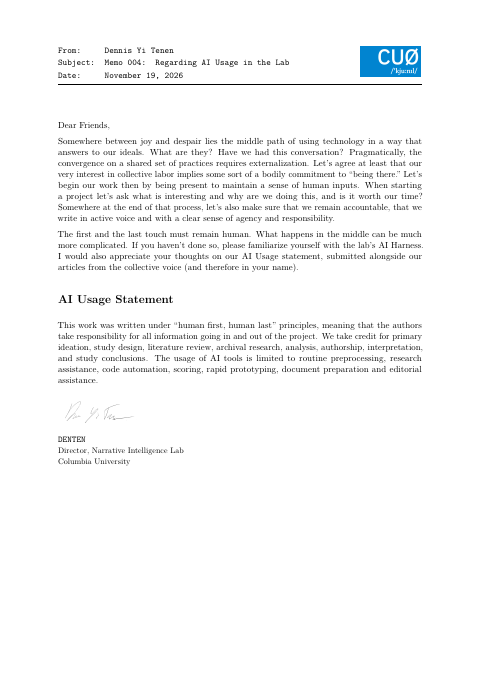 From: Dennis Yi Tenen
Subject: Memo 004: Regarding AI Usage in the Lab
Date: November 19, 2026
CUØ
/ˈkjuːnɪ/
Dear Friends,
Somewhere between joy and despair lies the middle path of using technology in a way that
answers to our ideals. What are they? Have we had this conversation? Pragmatically, the
convergence on a shared set of practices requires externalization. Let's agree at least that our
very interest in collective labor implies some sort of a bodily commitment to "being there." Let's
begin our work then by being present to maintain a sense of human inputs. When starting
a project let's ask what is interesting and why are we doing this, and is it worth our time?
Somewhere at the end of that process, let's also make sure that we remain accountable, that we
write in active voice and with a clear sense of agency and responsibility.
The first and the last touch must remain human. What happens in the middle can be much
more complicated. If you haven't done so, please familiarize yourself with the lab's AI Harness.
I would also appreciate your thoughts on our AI Usage statement, submitted alongside our
articles from the collective voice (and therefore in your name).
AI Usage Statement
This work was written under "human first, human last" principles, meaning that the authors
take responsibility for all information going in and out of the project. We take credit for primary
ideation, study design, literature review, archival research, analysis, authorship, interpretation,
and study conclusions. The usage of AI tools is limited to routine preprocessing, research
assistance, code automation, scoring, rapid prototyping, document preparation and editorial
assistance.
Den Yi Ten
DENTEN
Director, Narrative Intelligence Lab
Columbia University